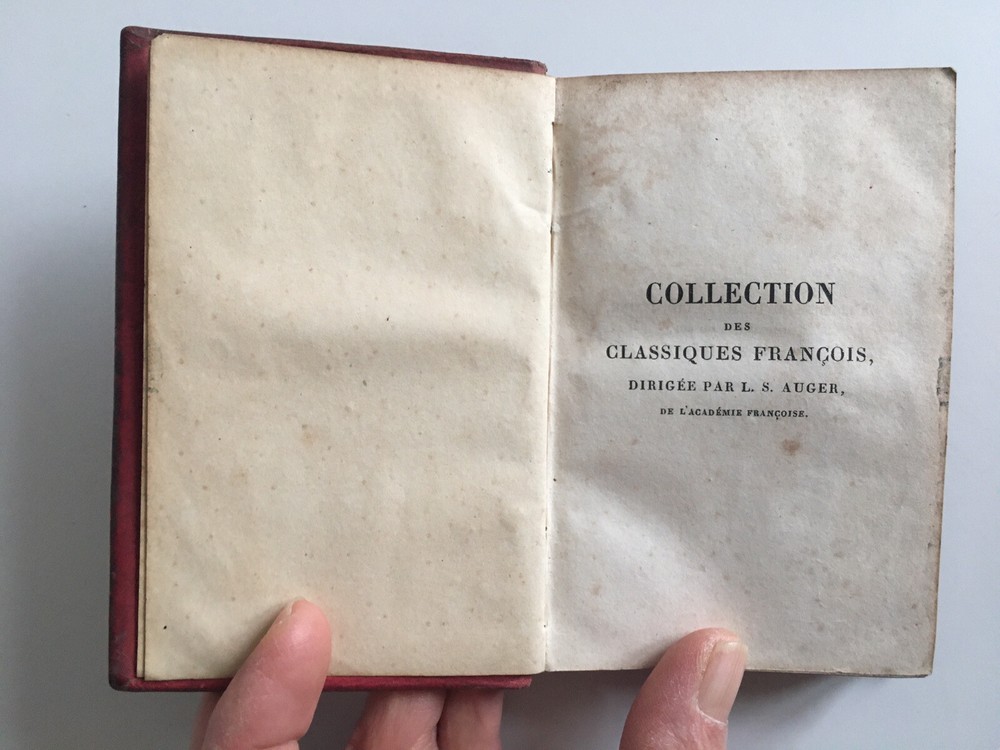 COLLECTION
DES
CLASSIQUES FRANÇOIS,
DIRIGÉE PAR L. S. AUGER,
DE L'ACADÉMIE FRANÇOISE.